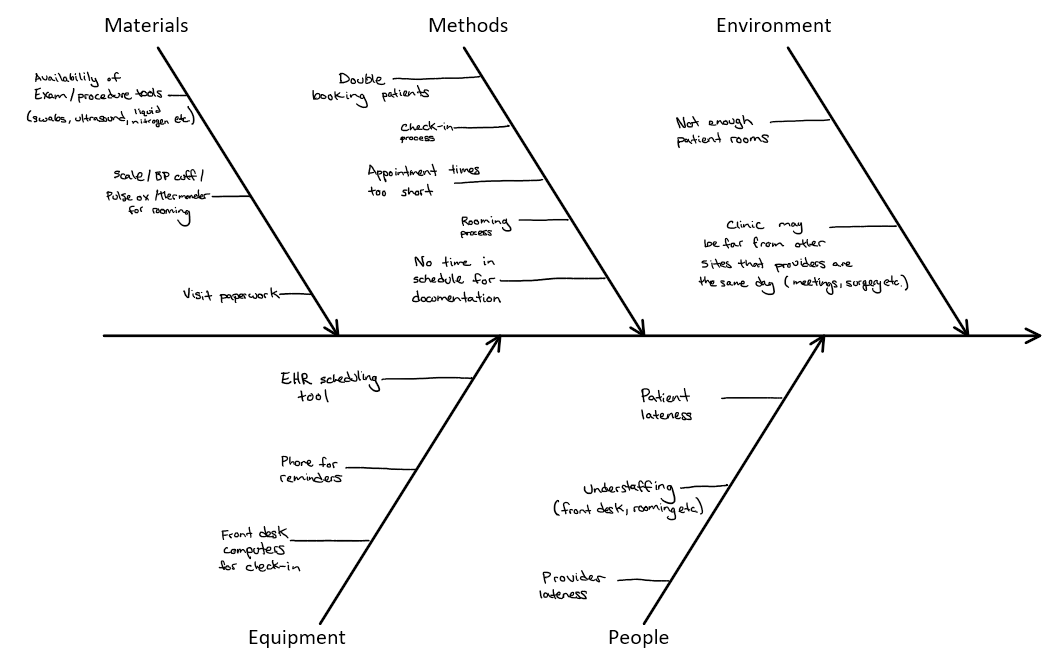 Materials
Methods
Environment
Availability of
Exam/procedure tools
(swabs, ultrasound, liquid nitrogen etc)
Scale/BP cuff/
Pulse ox/thermometer
for rooming
Visit paperwork
Double
booking patients
Check-in
process
Appointment times
too short
Rooming
process
No time in
schedule for
documentation
Not enough
patient rooms
Clinic may
be far from other
sites that providers are
the same day (meetings, surgery etc.)
EHR scheduling
tool
Phone for
reminders
Front desk
computers
for check-in
Patient
lateness
Understaffing
(front desk, rooming etc)
Provider
lateness
Equipment
People